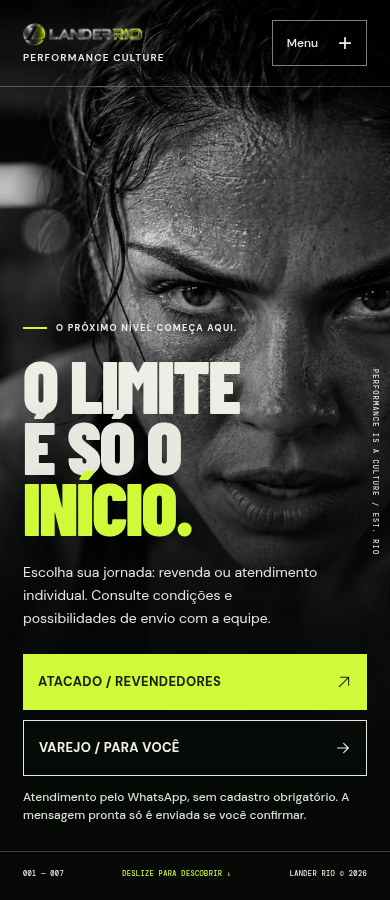 LANDERRIO
PERFORMANCE CULTURE
Menu
O PRÓXIMO NÍVEL COMEÇA AQUI.
O LIMITE
É SÓ O
INÍCIO.
PERFORMANCE IS A CULTURE / EST. RIO
Escolha sua jornada: revenda ou atendimento
individual. Consulte condições e
possibilidades de envio com a equipe.
ATACADO / REVENDEDORES
VAREJO / PARA VOCÊ
Atendimento pelo WhatsApp, sem cadastro obrigatório. A
mensagem pronta só é enviada se você confirmar.
001 — 007
DESLIZE PARA DESCOBRIR ↓
LANDER RIO © 2026